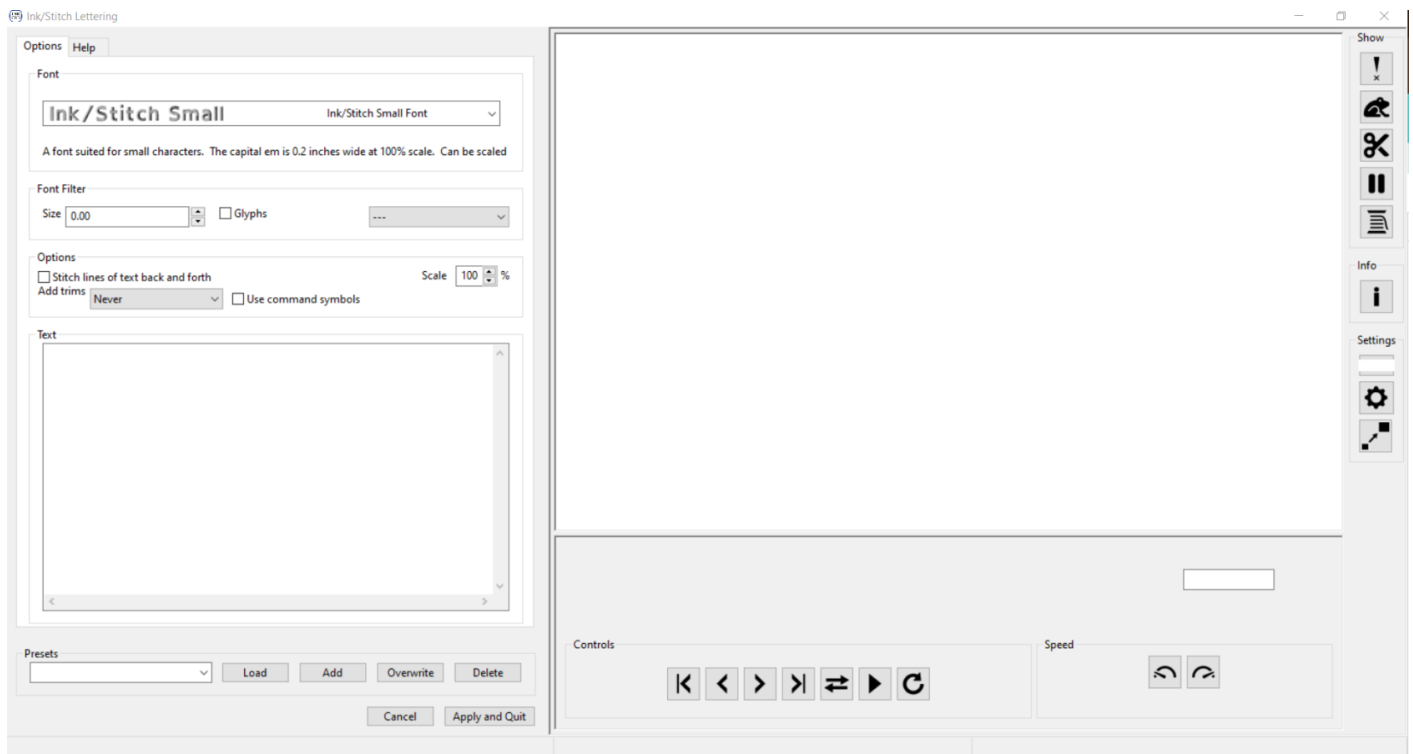 Ink/Stitch Lettering
Options Help
Font
Ink/Stitch Small Ink/Stitch Small Font
A font suited for small characters. The capital em is 0.2 inches wide at 100% scale. Can be scaled
Font Filter
Size 0.00 Glyphs ---
Options
Stitch lines of text back and forth Scale 100 %
Add trims Never Use command symbols
Text
Presets
Load Add Overwrite Delete
Cancel Apply and Quit
Controls
Speed
Show
Info
Settings